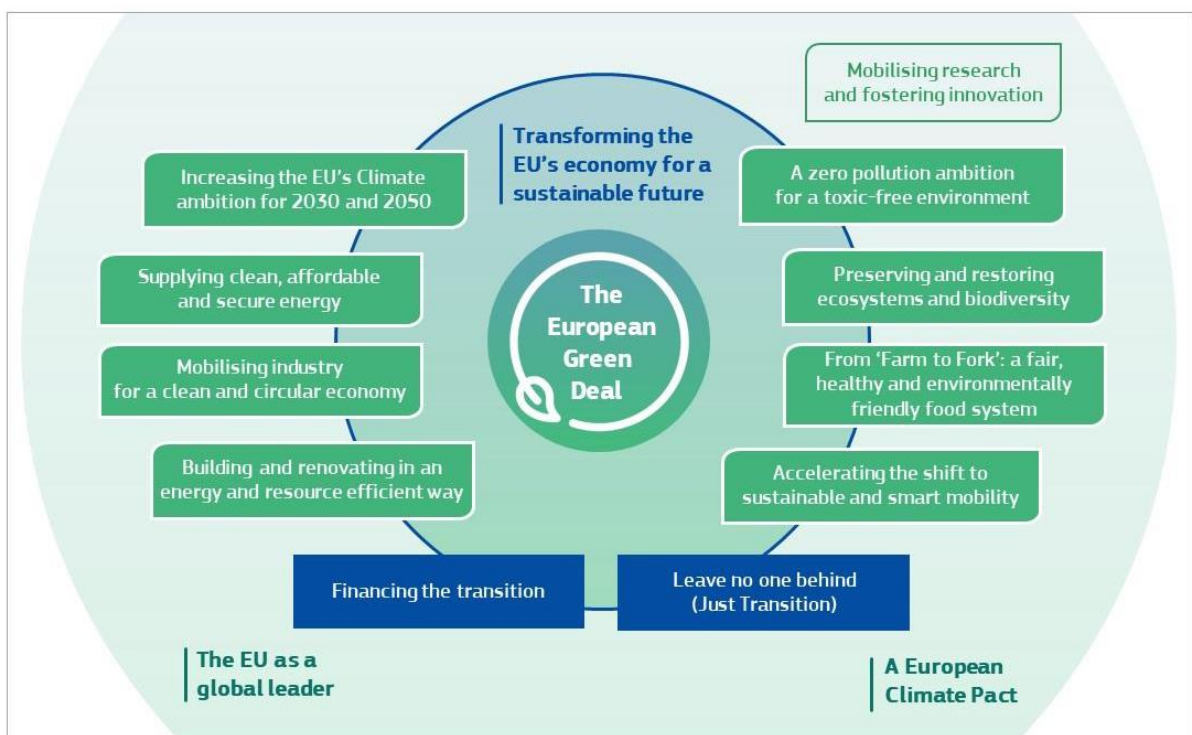 Mobilising research
and fostering innovation
Transforming the
EU's economy for a
sustainable future
Increasing the EU's Climate
ambition for 2030 and 2050
A zero pollution ambition
for a toxic-free environment
Supplying clean, affordable
and secure energy
Preserving and restoring
ecosystems and biodiversity
The
European
Green
Deal
Mobilising industry
for a clean and circular economy
From ‘Farm to Fork’: a fair,
healthy and environmentally
friendly food system
Building and renovating in an
energy and resource efficient way
Accelerating the shift to
sustainable and smart mobility
Financing the transition
Leave no one behind
(Just Transition)
The EU as a
global leader
A European
Climate Pact